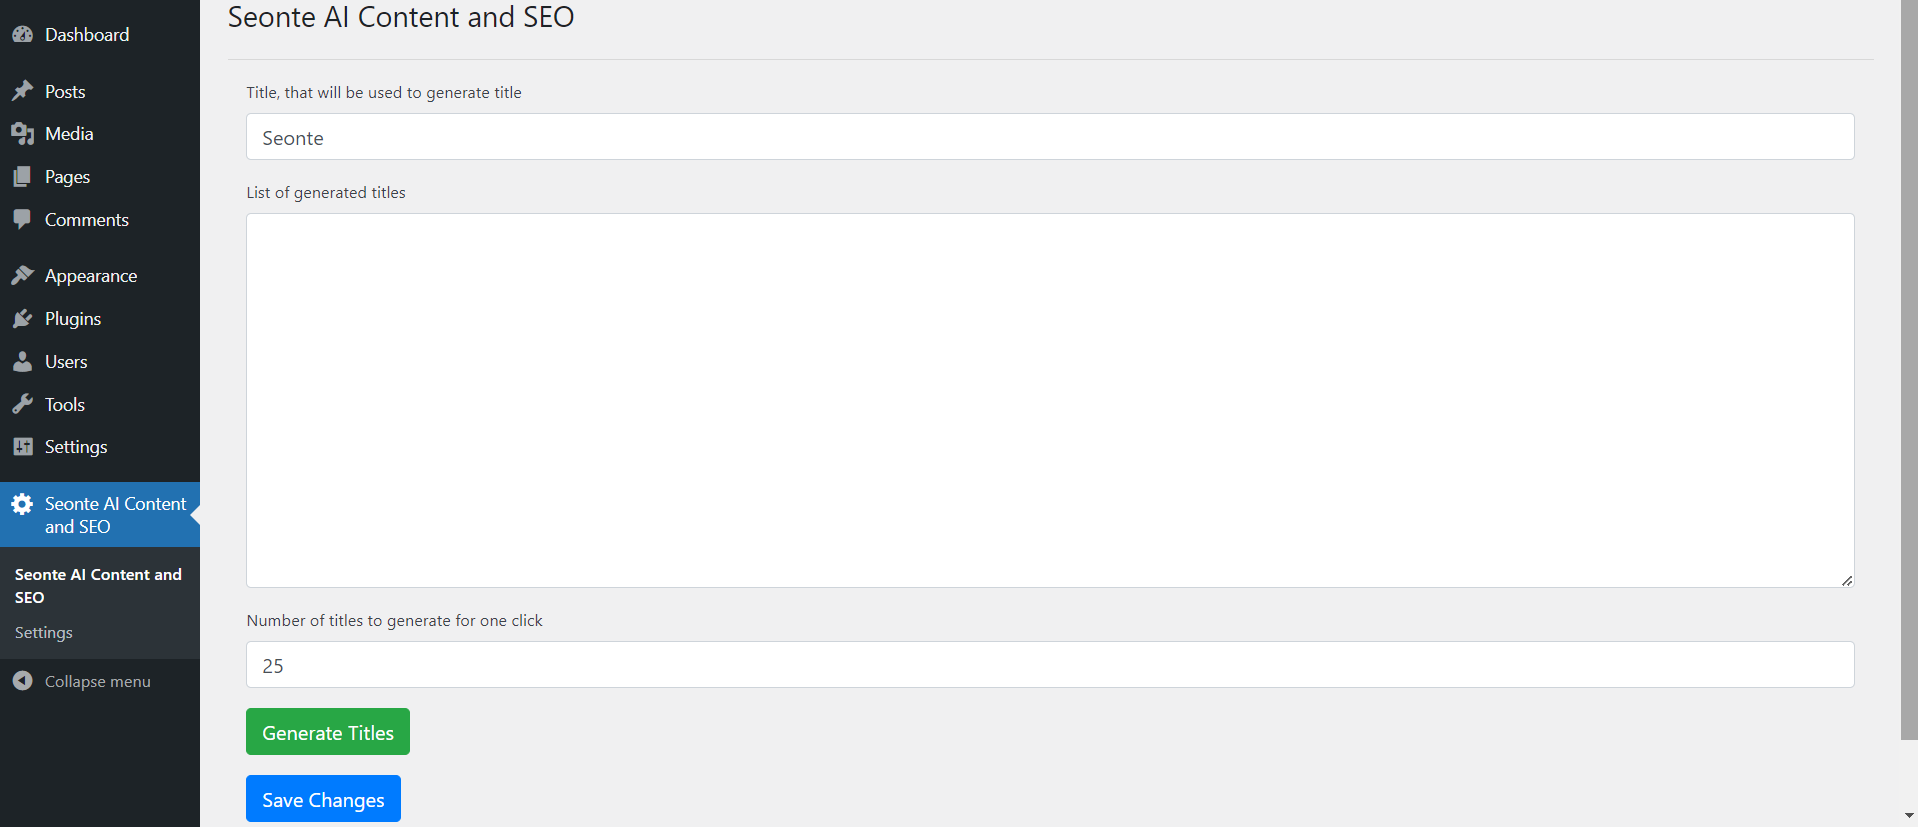 Dashboard
Posts
Media
Pages
Comments
Appearance
Plugins
Users
Tools
Settings
Seonte AI Content
and SEO
Seonte AI Content and
SEO
Settings
Collapse menu
Seonte AI Content and SEO
Title, that will be used to generate title
Seonte
List of generated titles
Number of titles to generate for one click
25
Generate Titles
Save Changes